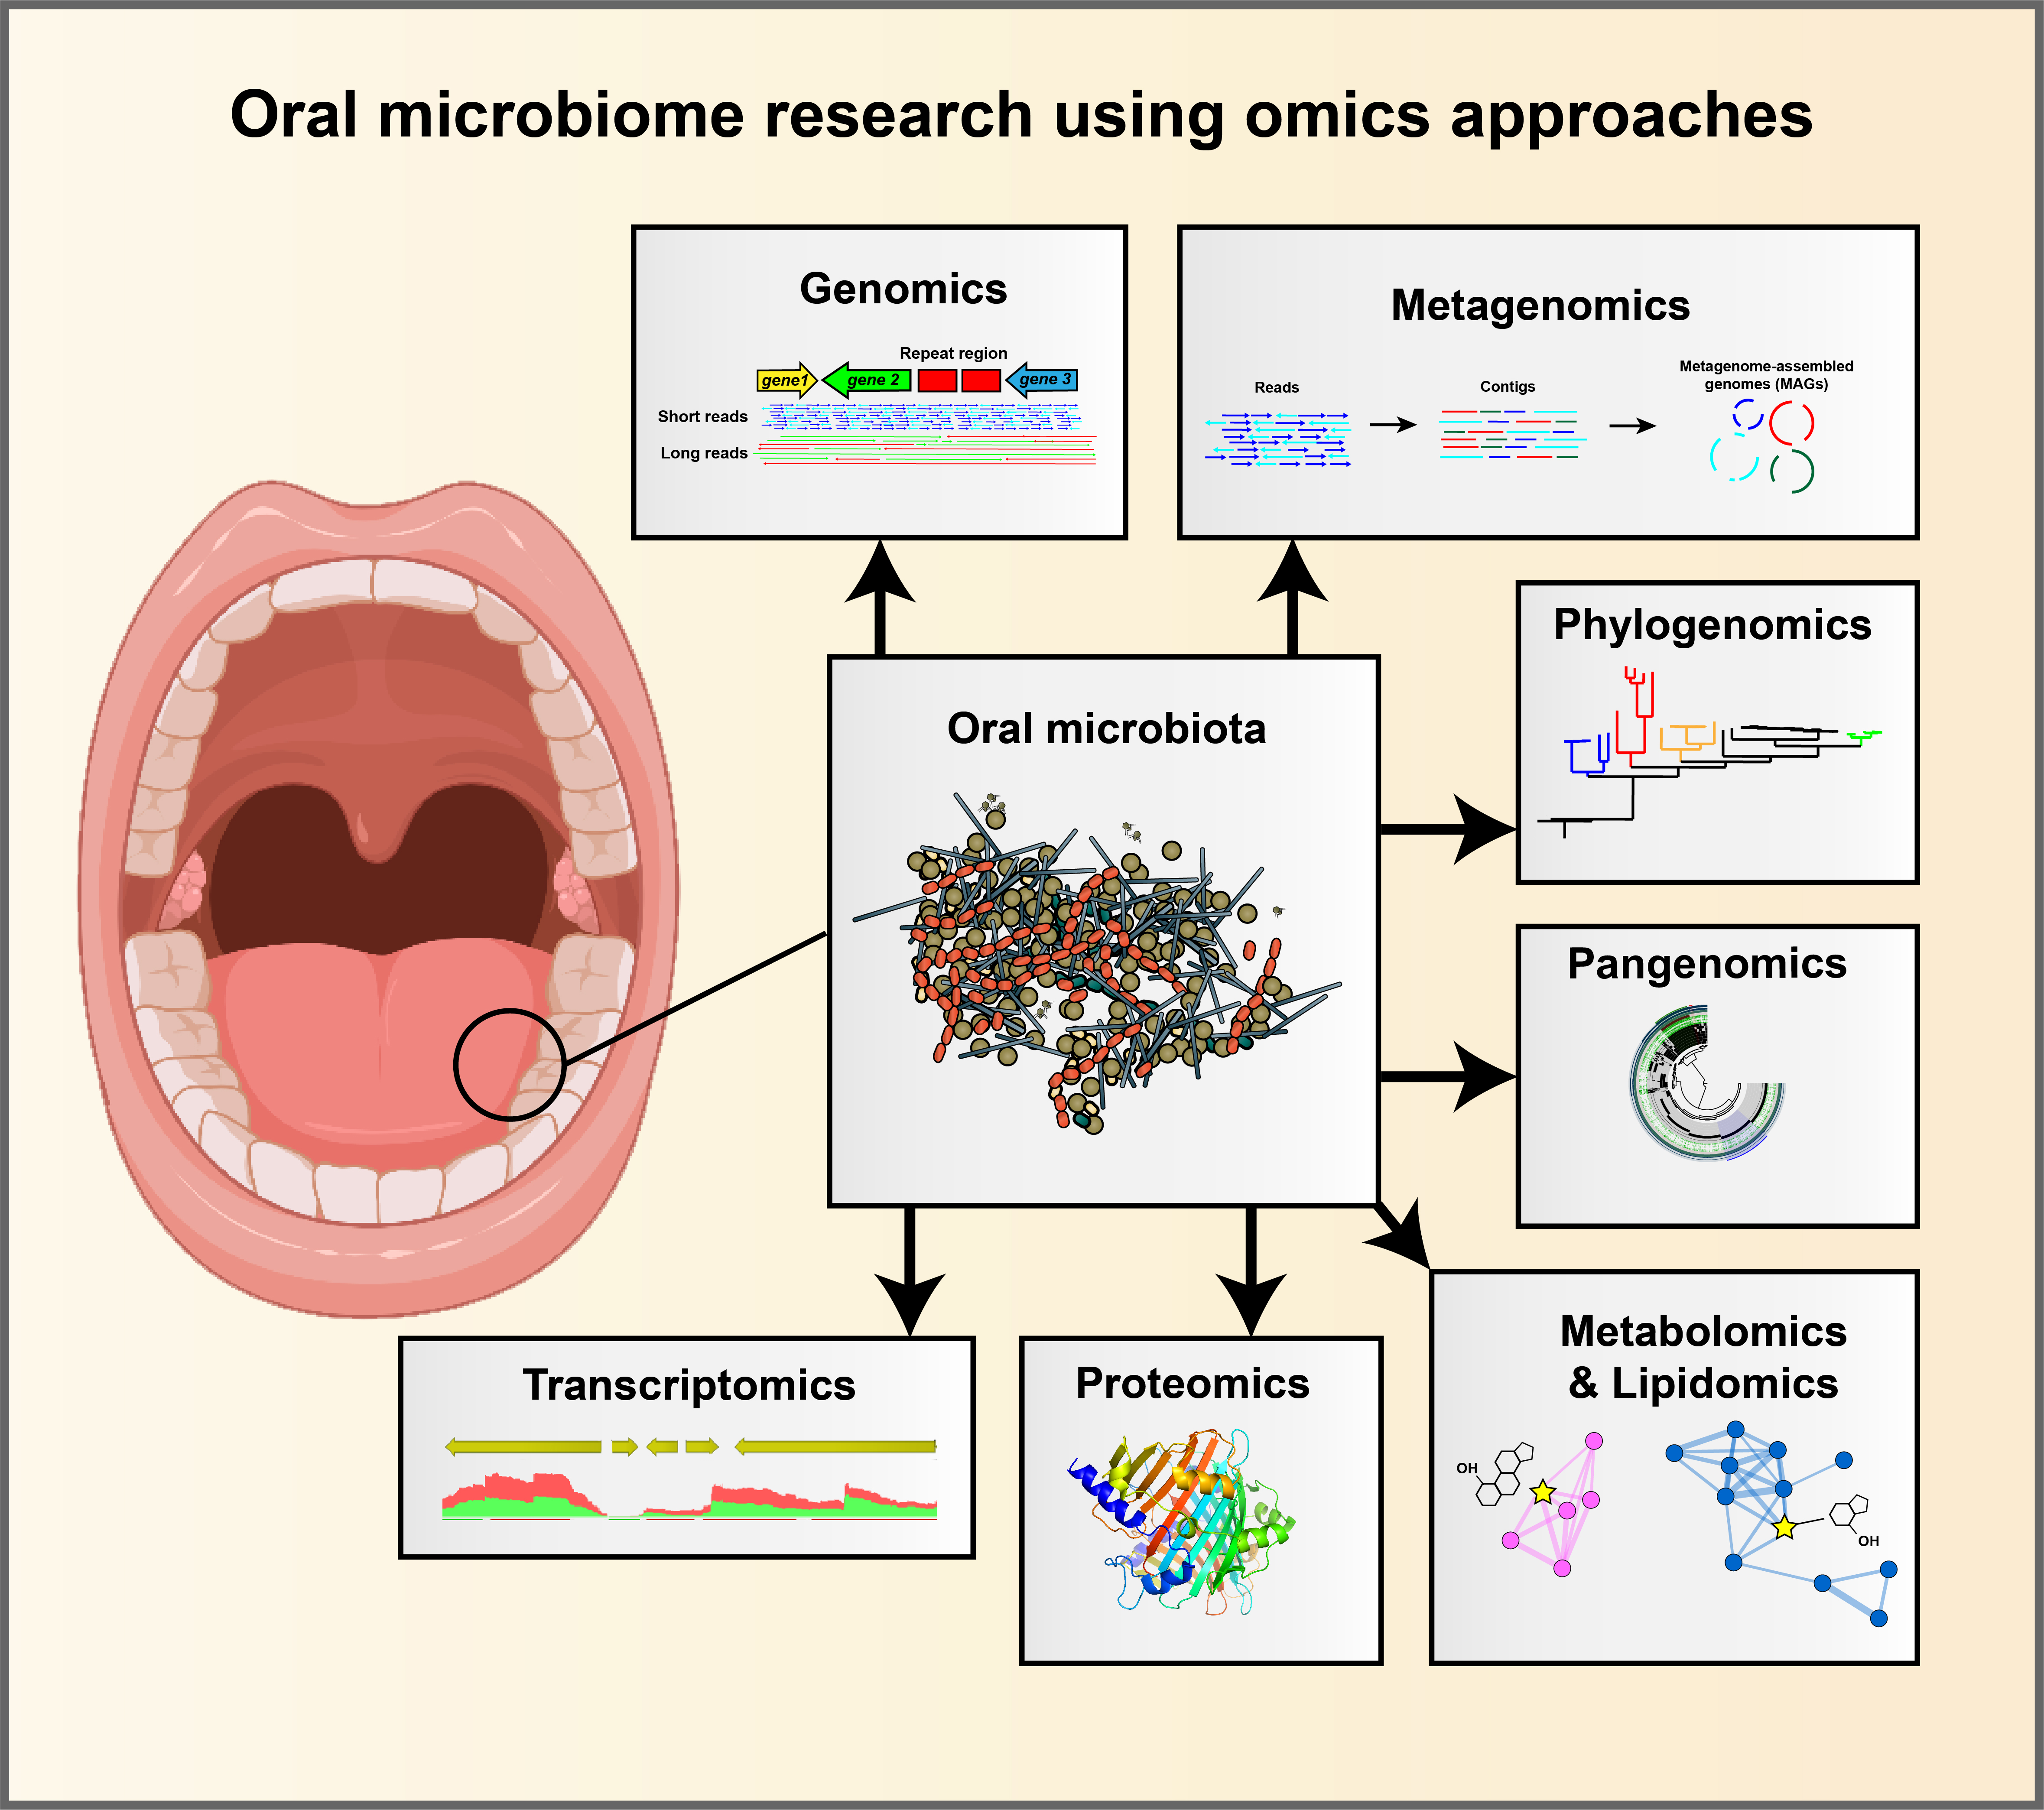 Oral microbiome research using omics approaches
Genomics
Repeat region
gene1
gene 2
gene 3
Short reads
Long reads
Metagenomics
Reads
Contigs
Metagenome-assembled
genomes (MAGs)
Phylogenomics
Oral microbiota
Pangenomics
Transcriptomics
Proteomics
Metabolomics
& Lipidomics
OH
OH